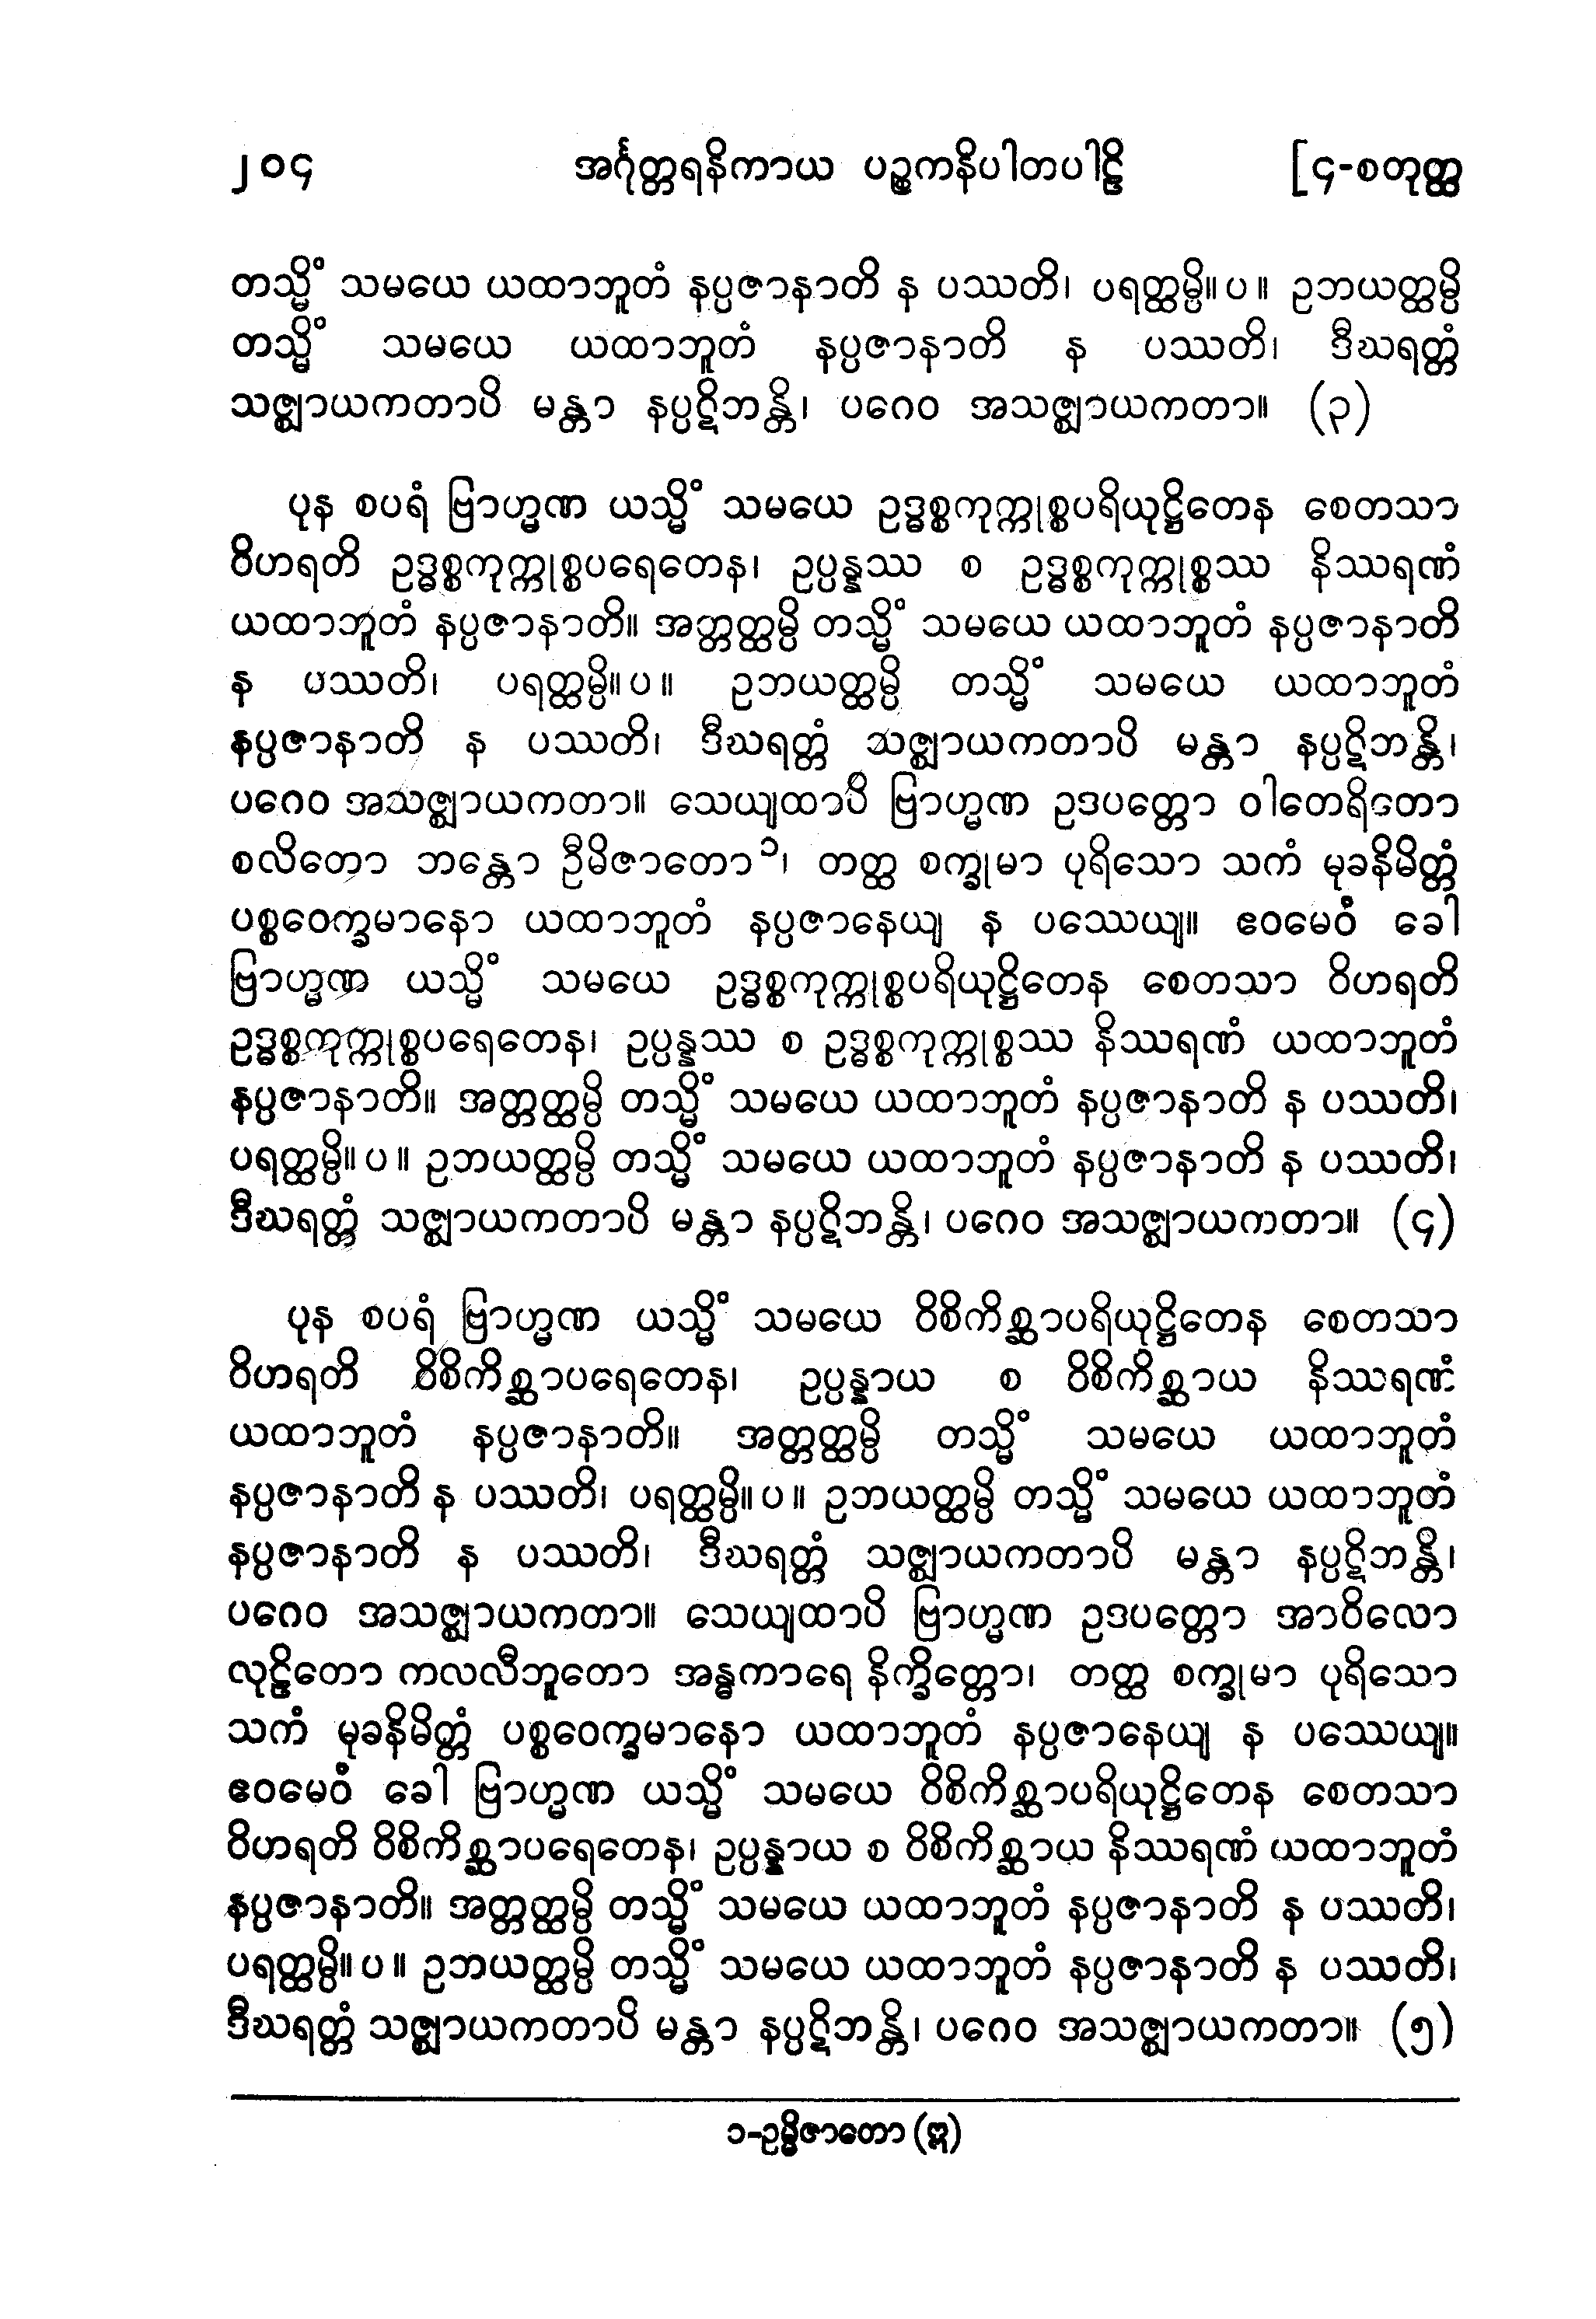 ၂၀၄ အင်္ဂုတ္တရနိကာယ ပဉ္စကနိပါတပါဠိ [၄-စတုတ္ထ
တသ္မိံ သမယေ ယထာဘူတံ နပ္ပဇာနာတိ န ပဿတိ၊ ပရတ္ထမ္ပိ။ပ။ ဥဘယတ္ထမ္ပိ
တသ္မိံ သမယေ ယထာဘူတံ နပ္ပဇာနာတိ န ပဿတိ၊ ဒီဃရတ္တံ
သဇ္ဈာယကတာပိ မန္တာ နပ္ပဋိဘန္တိ၊ ပဂေဝ အသဇ္ဈာယကတာ။ (၃)
ပုန စပရံ ဗြာဟ္မဏ ယသ္မိံ သမယေ ဥဒ္ဓစ္စကုက္ကုစ္စပရိယုဋ္ဌိတေန စေတသာ
ဝိဟရတိ ဥဒ္ဓစ္စကုက္ကုစ္စပရေတေန၊ ဥပ္ပန္နဿ စ ဥဒ္ဓစ္စကုက္ကုစ္စဿ နိဿရဏံ
ယထာဘူတံ နပ္ပဇာနာတိ။ အတ္တတ္ထမ္ပိ တသ္မိံ သမယေ ယထာဘူတံ နပ္ပဇာနာတိ
န ပဿတိ၊ ပရတ္ထမ္ပိ။ပ။ ဥဘယတ္ထမ္ပိ တသ္မိံ သမယေ ယထာဘူတံ
နပ္ပဇာနာတိ န ပဿတိ၊ ဒီဃရတ္တံ သဇ္ဈာယကတာပိ မန္တာ နပ္ပဋိဘန္တိ၊
ပဂေဝ အသဇ္ဈာယကတာ။ သေယျထာပိ ဗြာဟ္မဏ ဥဒပတ္တော ဝါတေရိတော
စလိတော ဘန္တော ဦမိဇာတော၁၊ တတ္ထ စက္ခုမာ ပုရိသော သကံ မုခနိမိတ္တံ
ပစ္စဝေက္ခမာနော ယထာဘူတံ နပ္ပဇာနေယျ န ပဿေယျ။ ဧဝမေဝံ ခေါ
ဗြာဟ္မဏ ယသ္မိံ သမယေ ဥဒ္ဓစ္စကုက္ကုစ္စပရိယုဋ္ဌိတေန စေတသာ ဝိဟရတိ
ဥဒ္ဓစ္စကုက္ကုစ္စပရေတေန၊ ဥပ္ပန္နဿ စ ဥဒ္ဓစ္စကုက္ကုစ္စဿ နိဿရဏံ ယထာဘူတံ
နပ္ပဇာနာတိ။ အတ္တတ္ထမ္ပိ တသ္မိံ သမယေ ယထာဘူတံ နပ္ပဇာနာတိ န ပဿတိ၊
ပရတ္ထမ္ပိ။ပ။ ဥဘယတ္ထမ္ပိ တသ္မိံ သမယေ ယထာဘူတံ နပ္ပဇာနာတိ န ပဿတိ၊
ဒီဃရတ္တံ သဇ္ဈာယကတာပိ မန္တာ နပ္ပဋိဘန္တိ၊ ပဂေဝ အသဇ္ဈာယကတာ။ (၄)
ပုန စပရံ ဗြာဟ္မဏ ယသ္မိံ သမယေ ဝိစိကိစ္ဆာပရိယုဋ္ဌိတေန စေတသာ
ဝိဟရတိ ဝိစိကိစ္ဆာပရေတေန၊ ဥပ္ပန္နာယ စ ဝိစိကိစ္ဆာယ နိဿရဏံ
ယထာဘူတံ နပ္ပဇာနာတိ။ အတ္တတ္ထမ္ပိ တသ္မိံ သမယေ ယထာဘူတံ
နပ္ပဇာနာတိ န ပဿတိ၊ ပရတ္ထမ္ပိ။ပ။ ဥဘယတ္ထမ္ပိ တသ္မိံ သမယေ ယထာဘူတံ
နပ္ပဇာနာတိ န ပဿတိ၊ ဒီဃရတ္တံ သဇ္ဈာယကတာပိ မန္တာ နပ္ပဋိဘန္တိ၊
ပဂေဝ အသဇ္ဈာယကတာ။ သေယျထာပိ ဗြာဟ္မဏ ဥဒပတ္တော အာဝိလော
လုဠိတော ကလလီဘူတော အန္ဓကာရေ နိက္ခိတ္တော၊ တတ္ထ စက္ခုမာ ပုရိသော
သကံ မုခနိမိတ္တံ ပစ္စဝေက္ခမာနော ယထာဘူတံ နပ္ပဇာနေယျ န ပဿေယျ။
ဧဝမေဝံ ခေါ ဗြာဟ္မဏ ယသ္မိံ သမယေ ဝိစိကိစ္ဆာပရိယုဋ္ဌိတေန စေတသာ
ဝိဟရတိ ဝိစိကိစ္ဆာပရေတေန၊ ဥပ္ပန္နာယ စ ဝိစိကိစ္ဆာယ နိဿရဏံ ယထာဘူတံ
နပ္ပဇာနာတိ။ အတ္တတ္ထမ္ပိ တသ္မိံ သမယေ ယထာဘူတံ နပ္ပဇာနာတိ န ပဿတိ၊
ပရတ္ထမ္ပိ။ပ။ ဥဘယတ္ထမ္ပိ တသ္မိံ သမယေ ယထာဘူတံ နပ္ပဇာနာတိ န ပဿတိ၊
ဒီဃရတ္တံ သဇ္ဈာယကတာပိ မန္တာ နပ္ပဋိဘန္တိ၊ ပဂေဝ အသဇ္ဈာယကတာ။ (၅)
၁-ဥမ္မိဇာတော (ဣ)